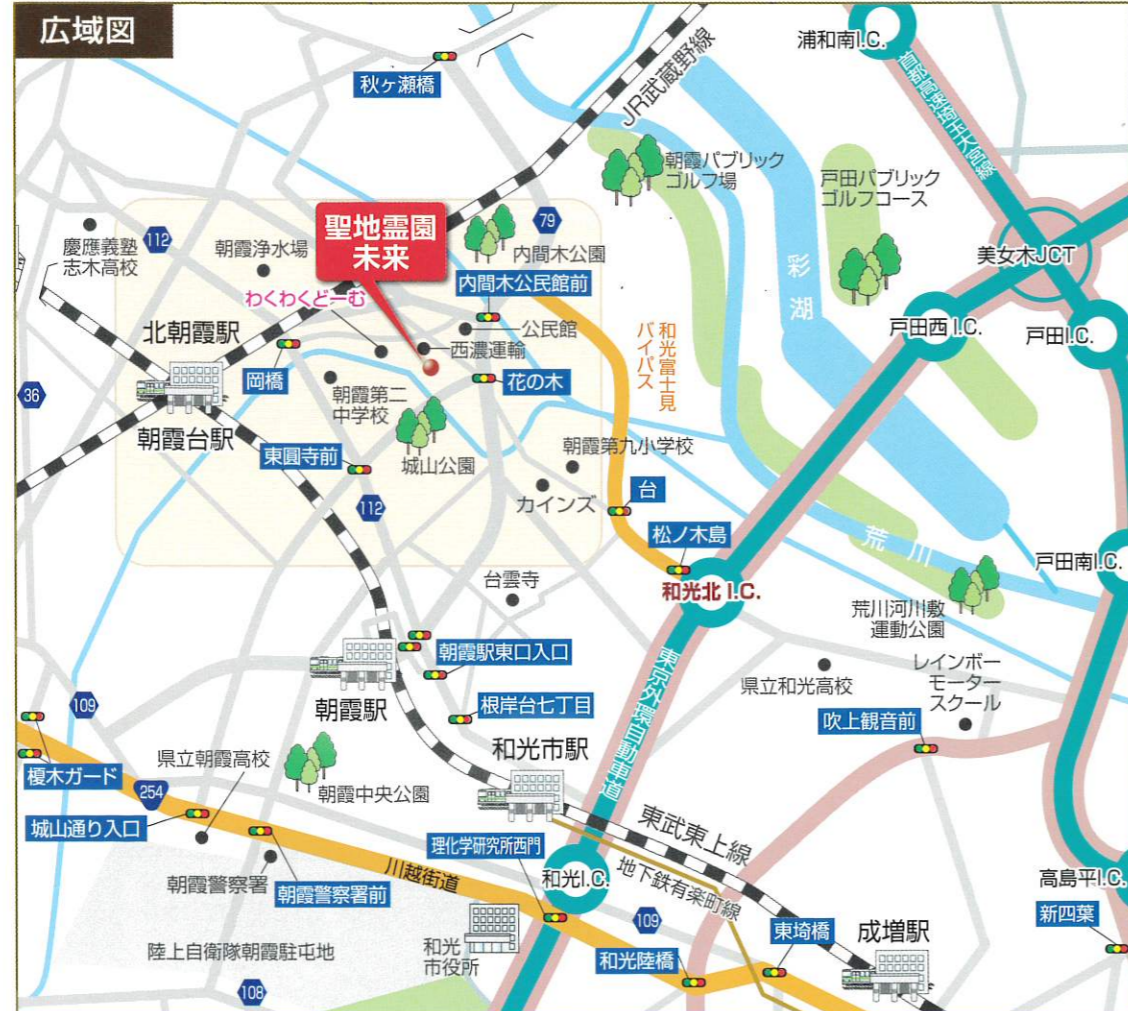 広域図
浦和南I.C.
秋ヶ瀬橋
JR武蔵野線
首都高速埼玉大宮線
朝霞パブリック
ゴルフ場
戸田パブリック
ゴルフコース
聖地霊園
未来
慶應義塾
志木高校
112
朝霞浄水場
79
内間木公園
わくわくどーむ
内間木公民館前
彩湖
美女木JCT
北朝霞駅
公民館
西濃運輸
和光富士見
バイパス
戸田西I.C.
戸田I.C.
岡橋
朝霞第二
中学校
花の木
36
朝霞台駅
東圓寺前
城山公園
朝霞第九小学校
カインズ
台
112
松ノ木島
荒川
戸田南I.C.
台雲寺
和光北I.C.
荒川河川敷
運動公園
朝霞駅東口入口
東京外環自動車道
県立和光高校
レインボー
モーター
スクール
朝霞駅
根岸台七丁目
109
吹上観音前
和光市駅
榎木ガード
県立朝霞高校
254
朝霞中央公園
城山通り入口
理化学研究所西門
東武東上線
川越街道
和光I.C.
地下鉄有楽町線
高島平I.C.
朝霞警察署
朝霞警察署前
109
新四葉
陸上自衛隊朝霞駐屯地
和光
市役所
東埼橋
成増駅
和光陸橋
108